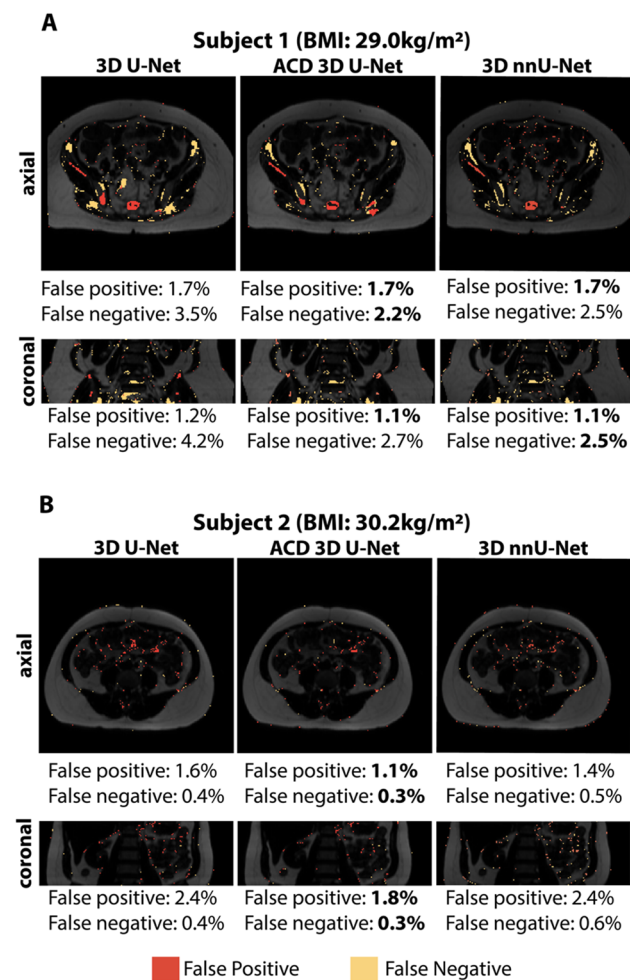 A
Subject 1 (BMI: 29.0kg/m²)
3D U-Net ACD 3D U-Net 3D nnU-Net
axial
False positive: 1.7% False positive: 1.7% False positive: 1.7%
False negative: 3.5% False negative: 2.2% False negative: 2.5%
coronal
False positive: 1.2% False positive: 1.1% False positive: 1.1%
False negative: 4.2% False negative: 2.7% False negative: 2.5%
B
Subject 2 (BMI: 30.2kg/m²)
3D U-Net ACD 3D U-Net 3D nnU-Net
axial
False positive: 1.6% False positive: 1.1% False positive: 1.4%
False negative: 0.4% False negative: 0.3% False negative: 0.5%
coronal
False positive: 2.4% False positive: 1.8% False positive: 2.4%
False negative: 0.4% False negative: 0.3% False negative: 0.6%
False Positive False Negative